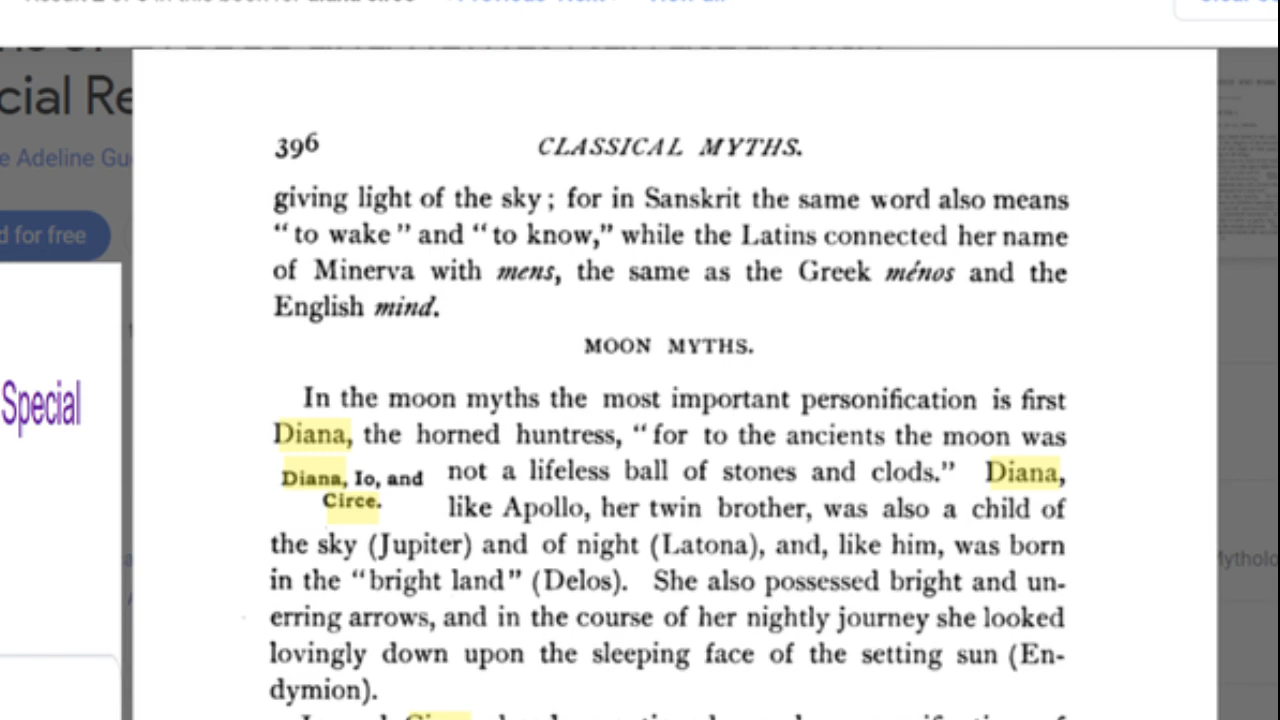 cial Re
e Adeline Gu
d for free
Special
396
CLASSICAL MYTHS.
giving light of the sky; for in Sanskrit the same word also means
“to wake” and “to know,” while the Latins connected her name
of Minerva with mens, the same as the Greek ménos and the
English mind.
MOON MYTHS.
In the moon myths the most important personification is first
Diana, the horned huntress, “for to the ancients the moon was
Diana, Io, and
Circe.
not a lifeless ball of stones and clods.” Diana,
like Apollo, her twin brother, was also a child of
the sky (Jupiter) and of night (Latona), and, like him, was born
in the “bright land” (Delos). She also possessed bright and un-
erring arrows, and in the course of her nightly journey she looked
lovingly down upon the sleeping face of the setting sun (En-
dymion).
Mytholo